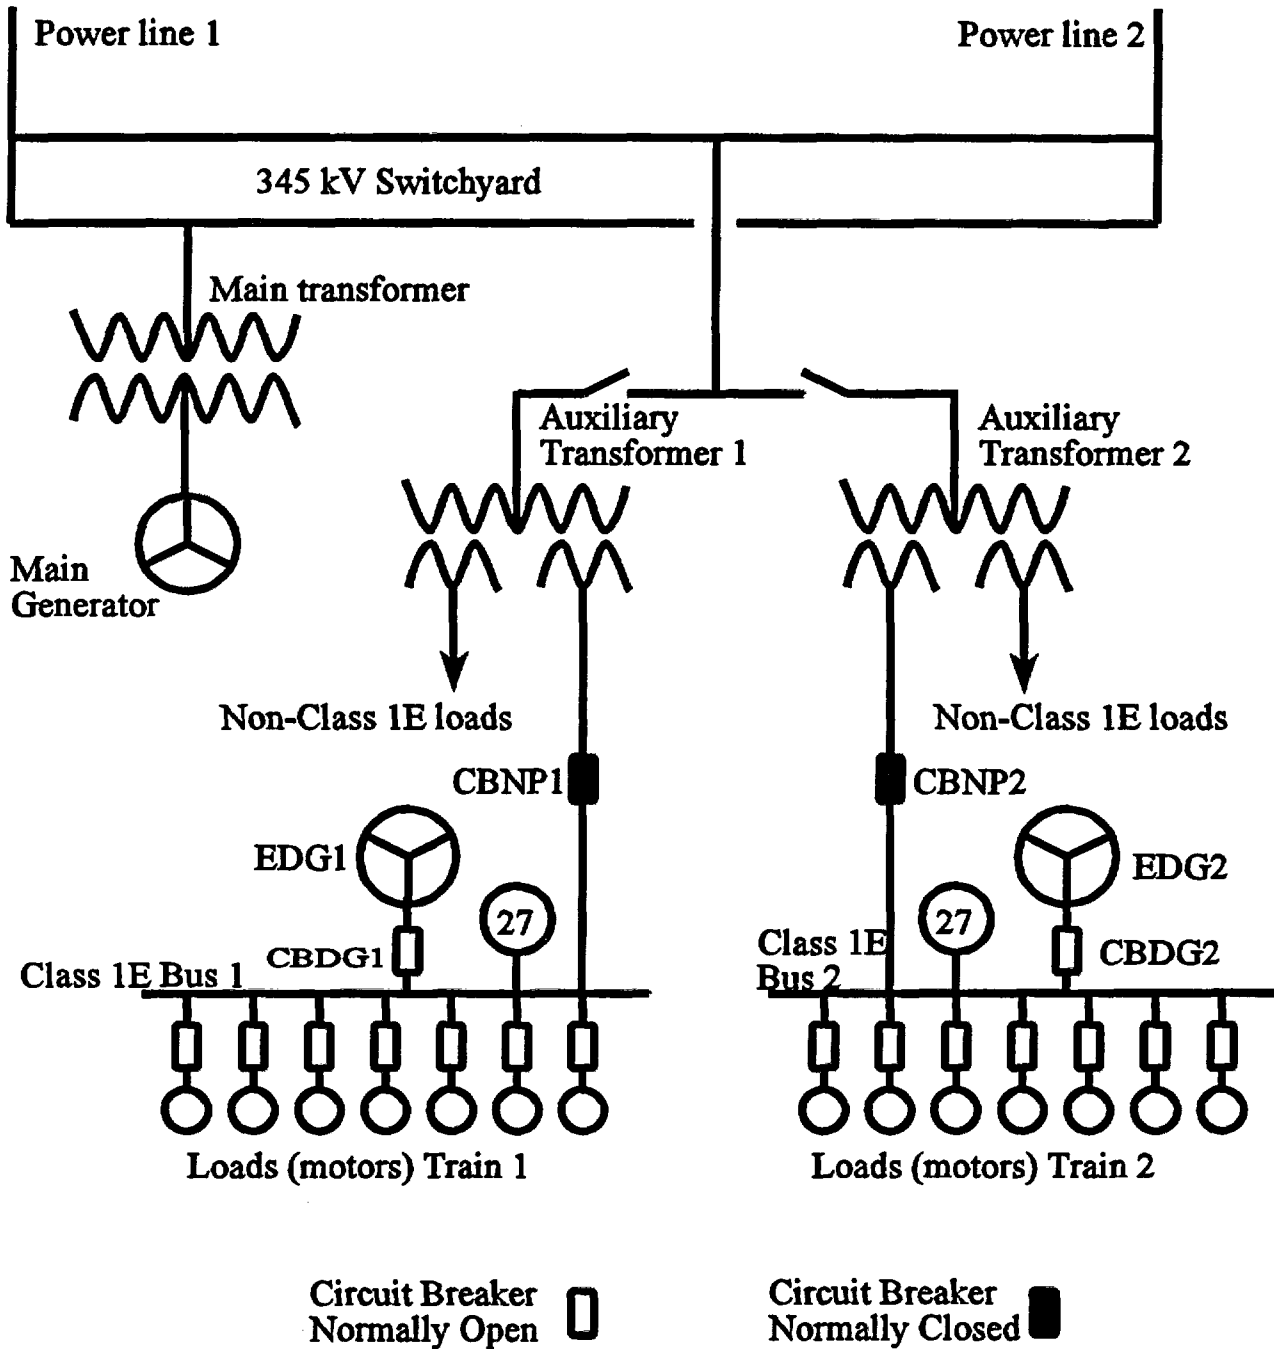 Power line 1
Power line 2
345 kV Switchyard
Main transformer
Auxiliary
Transformer 1
Auxiliary
Transformer 2
Main
Generator
Non-Class 1E loads
Non-Class 1E loads
CBNP1
CBNP2
EDG1
EDG2
27
27
CBDG1
Class 1E
Bus 2
CBDG2
Class 1E Bus 1
Loads (motors) Train 1
Loads (motors) Train 2
Circuit Breaker
Normally Open
Circuit Breaker
Normally Closed